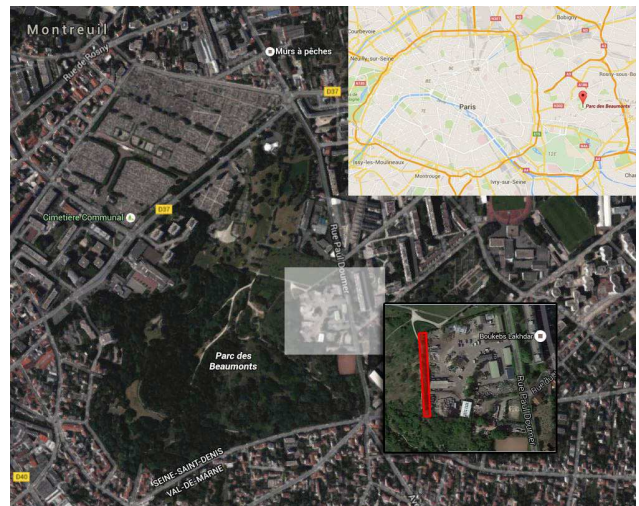 Montreuil
Rue de Rosny
Murs à pêches
D37
Cimetière Communal
D37
Rue Paul Doumer
Parc des
Beaumonts
SEINE-SAINT-DENIS
VAL-DE-MARNE
D40
Courbevoie
Neuilly-sur-Seine
Bobigny
Paris
Parc des Beaumonts
Issy-les-Moulineaux
Montrouge
Ivry-sur-Seine
Boukebs Lakhdar
Rue Paul Doumer